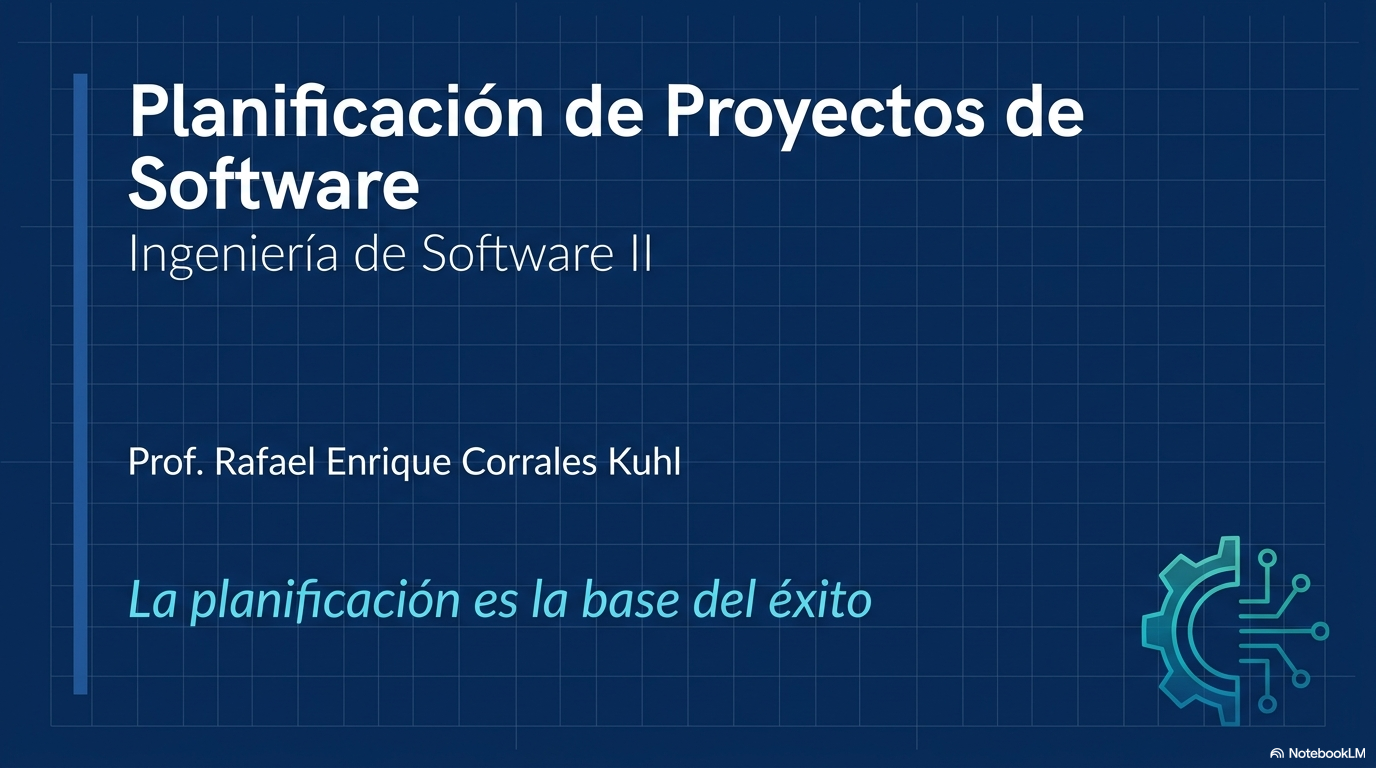 Planificación de Proyectos de
Software
Ingeniería de Software II
Prof. Rafael Enrique Corrales Kuhl
La planificación es la base del éxito
NotebookLM